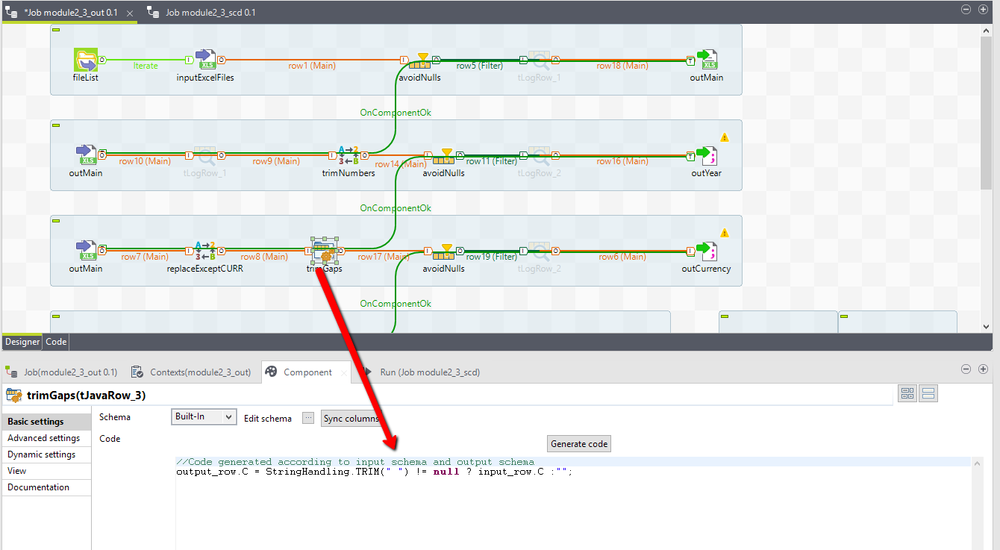 *Job module2_3_out 0.1
Job module2_3_scd 0.1
fileList
Iterate
inputExcelFiles
row1 (Main)
avoidNulls
row5 (Filter)
tLogRow_1
row18 (Main)
outMain
OnComponentOk
outMain
row10 (Main)
tLogRow_1
row9 (Main)
trimNumbers
row14 (Main)
avoidNulls
row11 (Filter)
tLogRow_2
row16 (Main)
outYear
OnComponentOk
outMain
row7 (Main)
replaceExceptCURR
row8 (Main)
trimGaps
row17 (Main)
avoidNulls
row19 (Filter)
tLogRow_2
row6 (Main)
outCurrency
OnComponentOk
Designer
Code
Job(module2_3_out 0.1)
Contexts(module2_3_out)
Component
Run (Job module2_3_scd)
trimGaps(tJavaRow_3)
Basic settings
Advanced settings
Dynamic settings
View
Documentation
Schema
Built-In
Edit schema
Sync columns
Code
Generate code
//Code generated according to input schema and output schema
output_row.C = StringHandling.TRIM(" ") != null ? input_row.C :"";